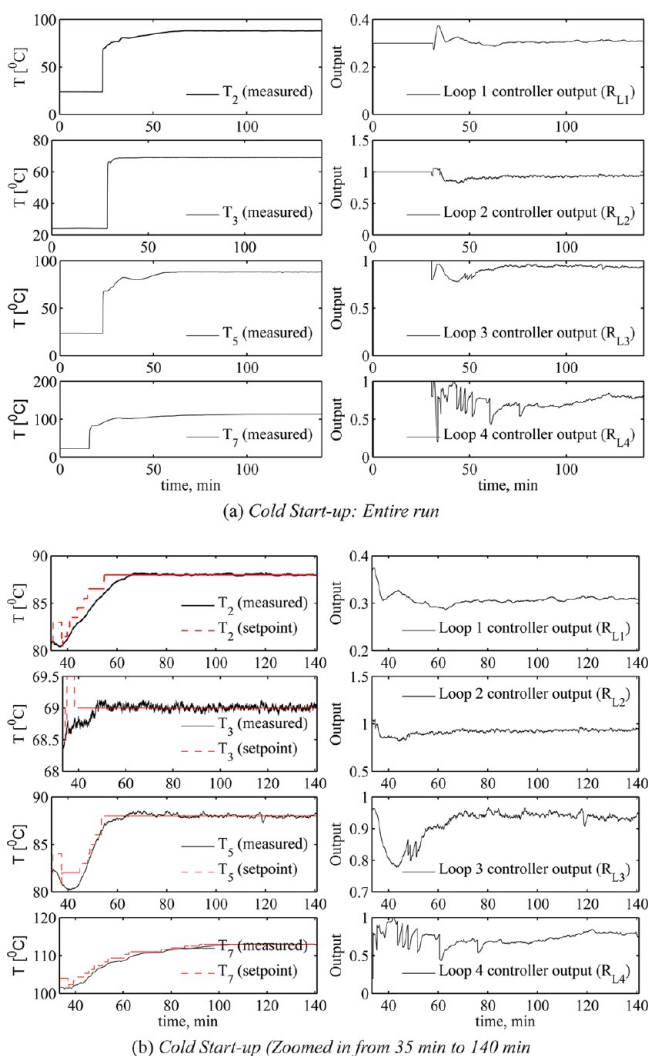 100
50
0
0 50 100
T [⁰C]
T2 (measured)
0.4
0.3
0.2
0 50 100
Output
Loop 1 controller output (RL1)
80
60
40
20
0 50 100
T [⁰C]
T3 (measured)
1.5
1
0.5
0 50 100
Output
Loop 2 controller output (RL2)
100
50
0
0 50 100
T [⁰C]
T5 (measured)
1
0.8
0
0 50 100
Output
Loop 3 controller output (RL3)
200
100
0
0 50 100
T [⁰C]
T7 (measured)
time, min
1
0.5
0
0 50 100
Output
Loop 4 controller output (RL4)
time, min
(a) Cold Start-up: Entire run
90
85
80
40 60 80 100 120 140
T [⁰C]
T2 (measured)
T2 (setpoint)
0.4
0.3
0.2
40 60 80 100 120 140
Output
Loop 1 controller output (RL1)
69.5
69
68.5
68
40 60 80 100 120 140
T [⁰C]
T3 (measured)
T3 (setpoint)
1.5
1
0.5
40 60 80 100 120 140
Output
Loop 2 controller output (RL2)
90
85
80
40 60 80 100 120 140
T [⁰C]
T5 (measured)
T5 (setpoint)
1
0.9
0.8
0.7
40 60 80 100 120 140
Output
Loop 3 controller output (RL3)
120
110
100
40 60 80 100 120 140
T [⁰C]
T7 (measured)
T7 (setpoint)
time, min
1
0.5
0
40 60 80 100 120 140
Output
Loop 4 controller output (RL4)
time, min
(b) Cold Start-up (Zoomed in from 35 min to 140 min